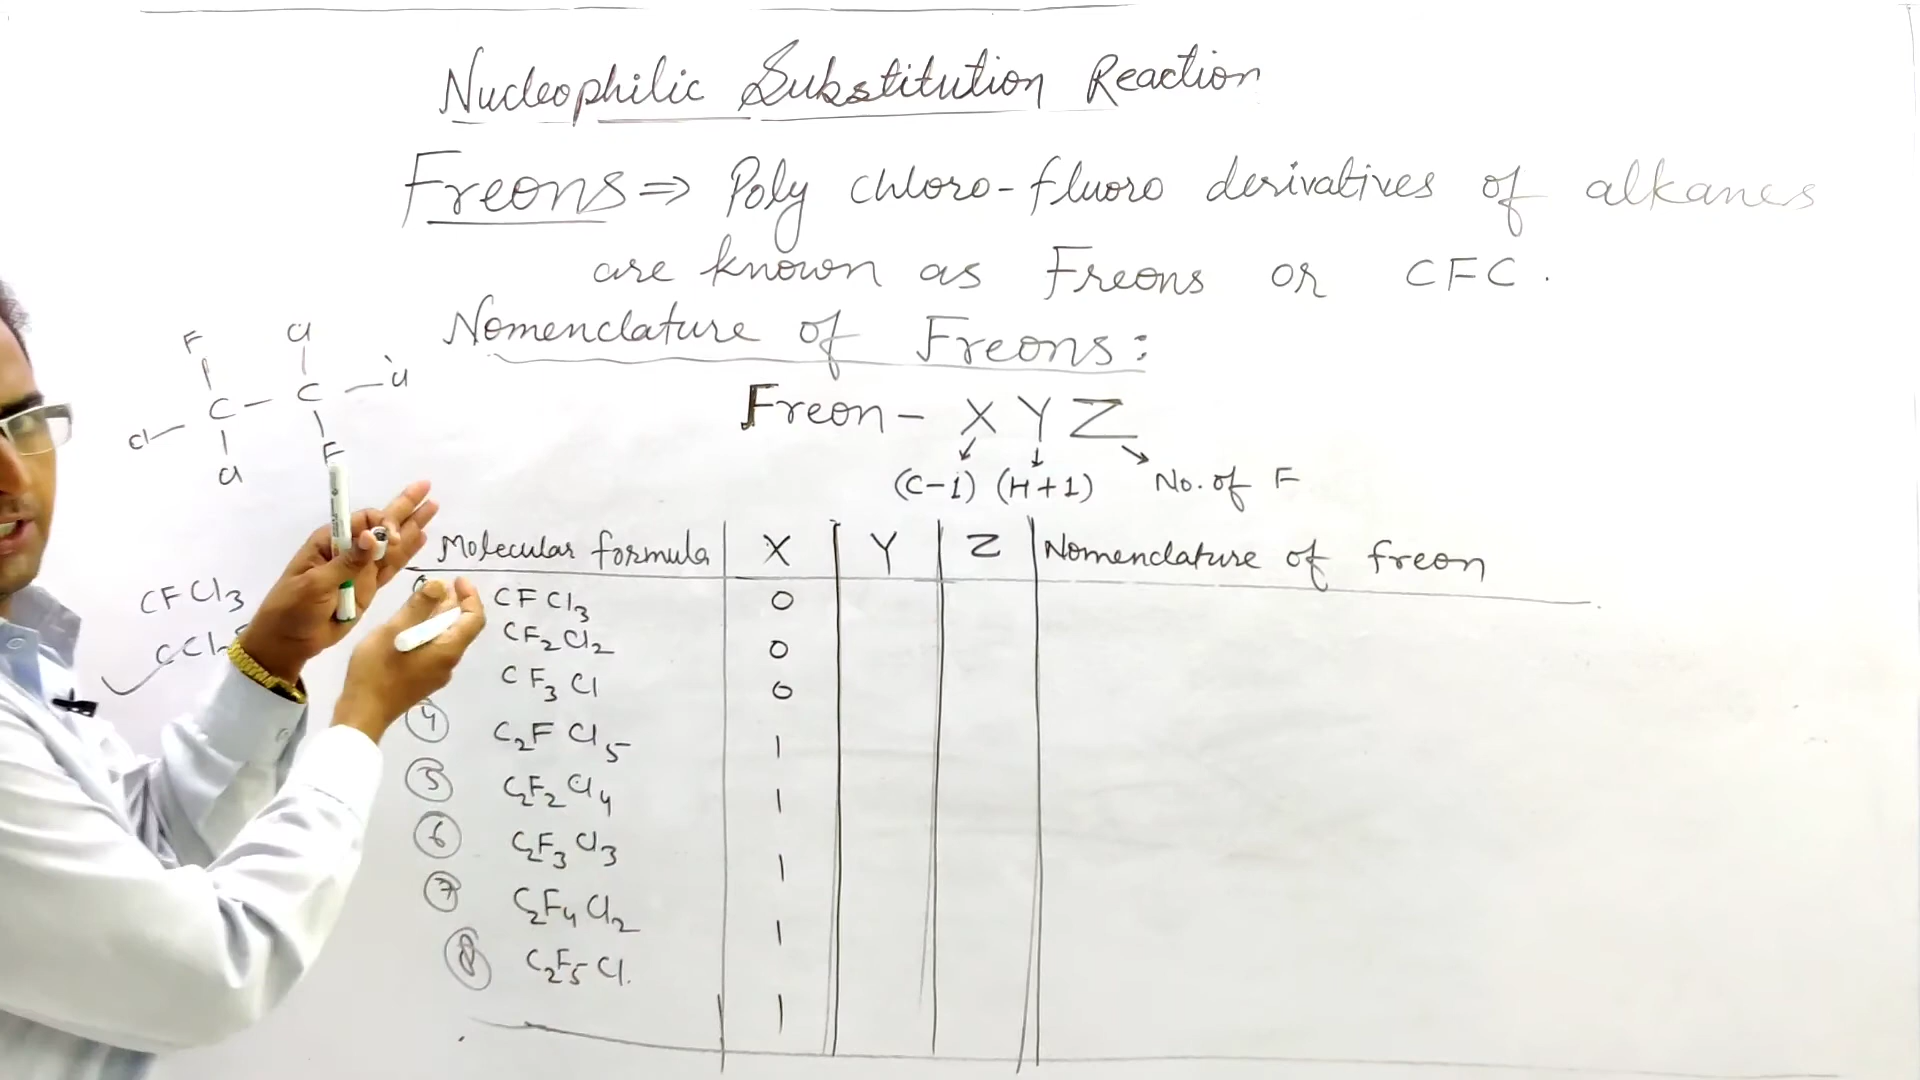 Nucleophilic Substitution Reaction
Freons ⇒ Poly chloro-fluoro derivatives of alkanes
are known as Freons or CFC.
Nomenclature of Freons:
Freon - X Y Z
(C-1) (H+1) No. of F
F Cl
C - C - Cl
Cl -
Cl F
CFCl3
Molecular formula X Y Z Nomenclature of freon
CFCl3 0
CF2Cl2 0
CF3Cl 0
4 C2FCl5 1
5 C2F2Cl4 1
6 C2F3Cl3 1
7 C2F4Cl2 1
8 C2F5Cl. 1